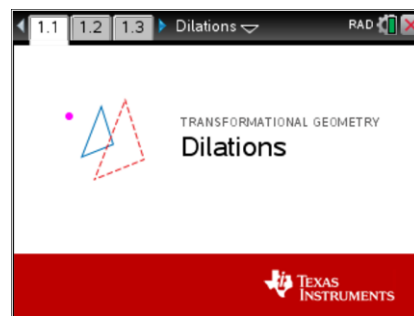 1.1 1.2 1.3 Dilations RAD
TRANSFORMATIONAL GEOMETRY
Dilations
TEXAS
INSTRUMENTS